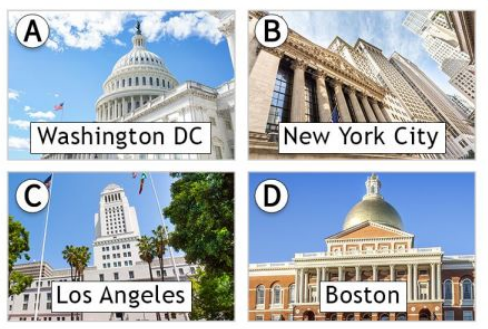 A
Washington DC
B
New York City
C
Los Angeles
D
Boston